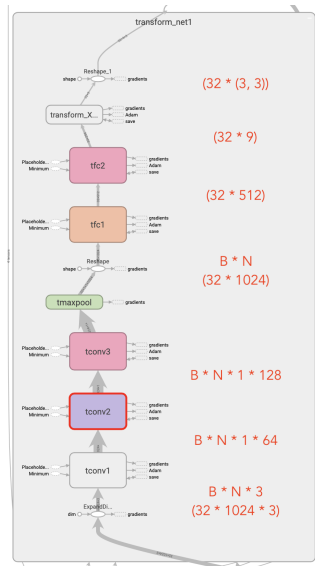 transform_net1
Reshape_1
shape
gradients
(32 * (3, 3))
transform_X...
gradients
Adam
save
(32 * 9)
Placeholde...
Minimum
tfc2
gradients
Adam
save
(32 * 512)
Placeholde...
Minimum
tfc1
gradients
Adam
save
Reshape
shape
gradients
B * N
(32 * 1024)
tmaxpool
gradients
Placeholde...
Minimum
tconv3
gradients
Adam
save
B * N * 1 * 128
Placeholde...
Minimum
tconv2
gradients
Adam
save
B * N * 1 * 64
Placeholde...
Minimum
tconv1
gradients
Adam
save
B * N * 3
(32 * 1024 * 3)
ExpandDi...
dim
gradients